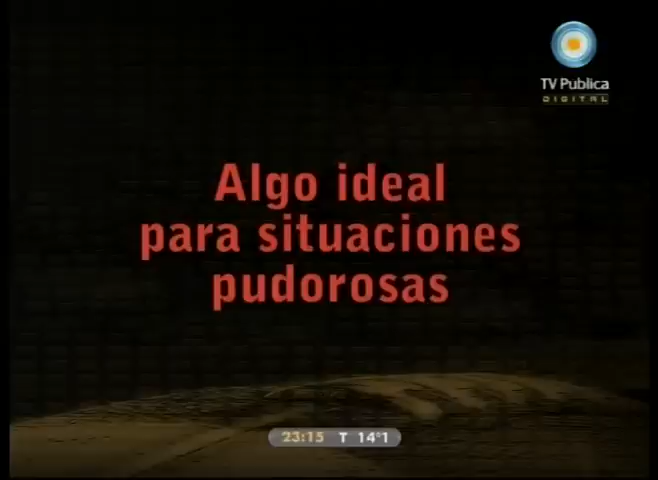 TV Publica
DIGITAL
Algo ideal
para situaciones
pudorosas
23:15 T 14°1